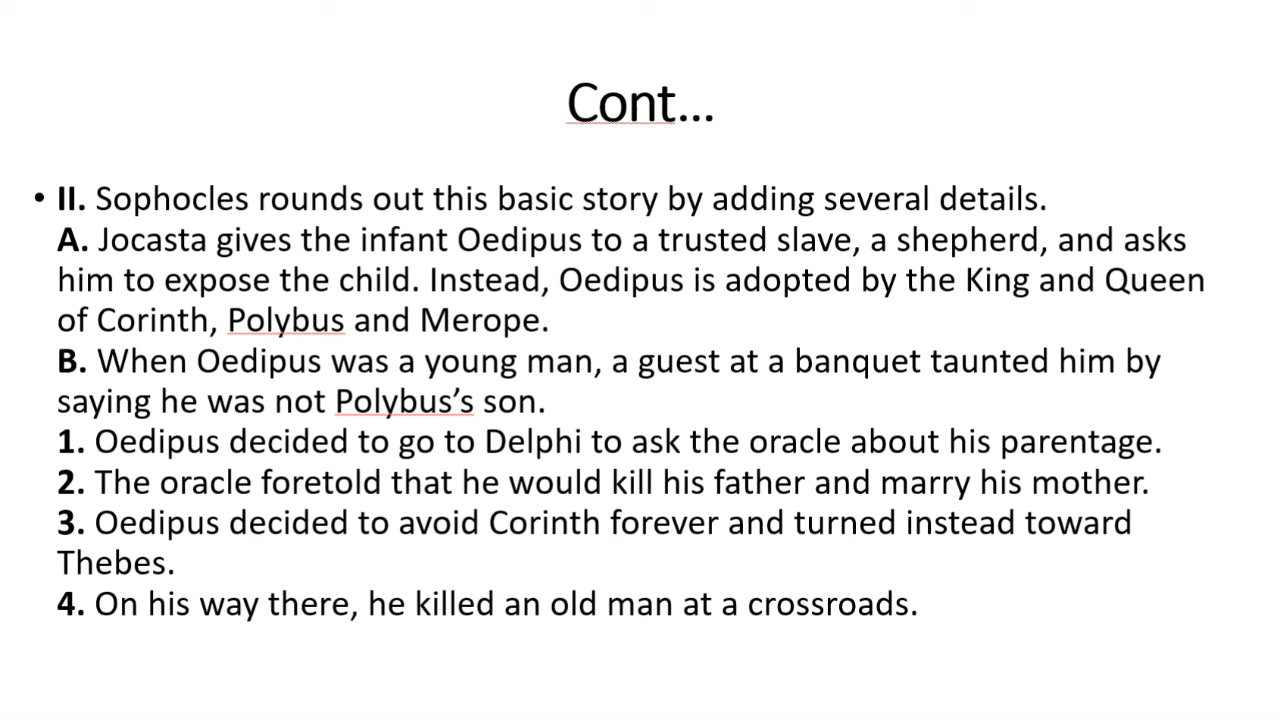 Cont...
• II. Sophocles rounds out this basic story by adding several details.
A. Jocasta gives the infant Oedipus to a trusted slave, a shepherd, and asks
him to expose the child. Instead, Oedipus is adopted by the King and Queen
of Corinth, Polybus and Merope.
B. When Oedipus was a young man, a guest at a banquet taunted him by
saying he was not Polybus’s son.
1. Oedipus decided to go to Delphi to ask the oracle about his parentage.
2. The oracle foretold that he would kill his father and marry his mother.
3. Oedipus decided to avoid Corinth forever and turned instead toward
Thebes.
4. On his way there, he killed an old man at a crossroads.